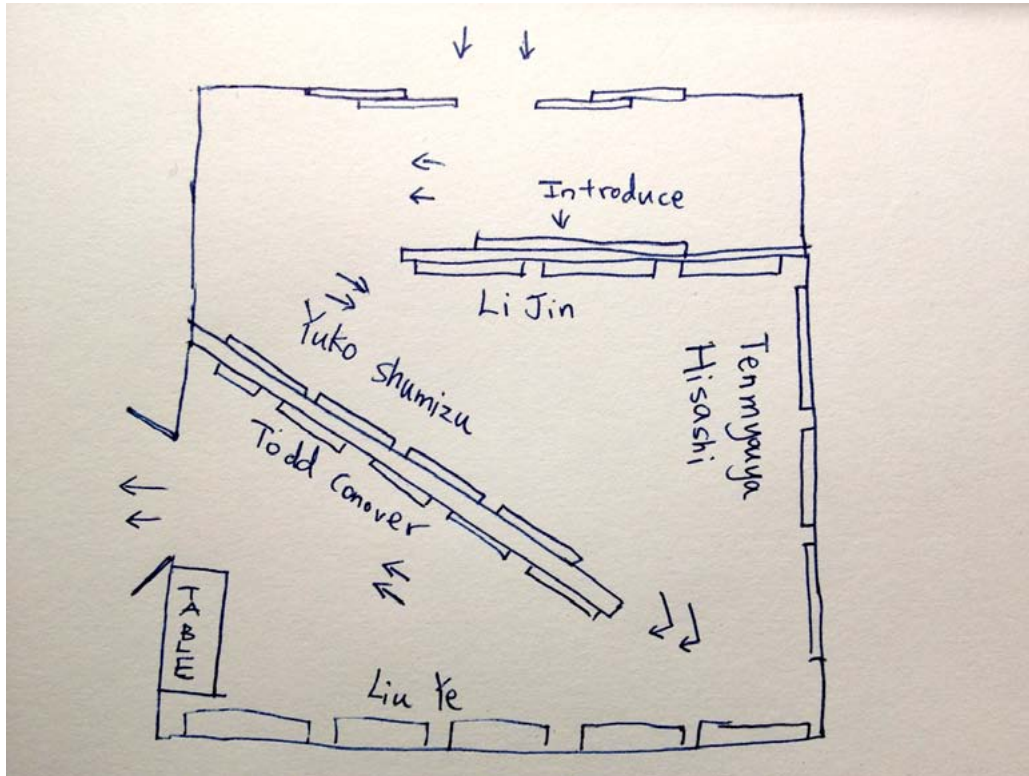 Introduce
Li Jin
Yuko Shumizu
Tenmyouya
Hisashi
Todd Conover
TABLE
Liu Ye